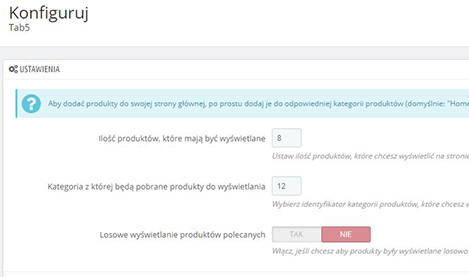 Konfiguruj
Tab5
USTAWIENIA
Aby dodać produkty do swojej strony głównej, po prostu dodaj je do odpowiedniej kategorii produktów (domyślnie: "Home
Ilość produktów, które mają być wyświetlane 8
Ustaw ilość produktów, które chcesz wyświetlić na stronie
Kategoria z której będą pobrane produkty do wyświetlania 12
Wybierz identyfikator kategorii produktów, które chcesz w
Losowe wyświetlanie produktów polecanych TAK NIE
Włącz, jeśli chcesz aby produkty były wyświetlane losowo